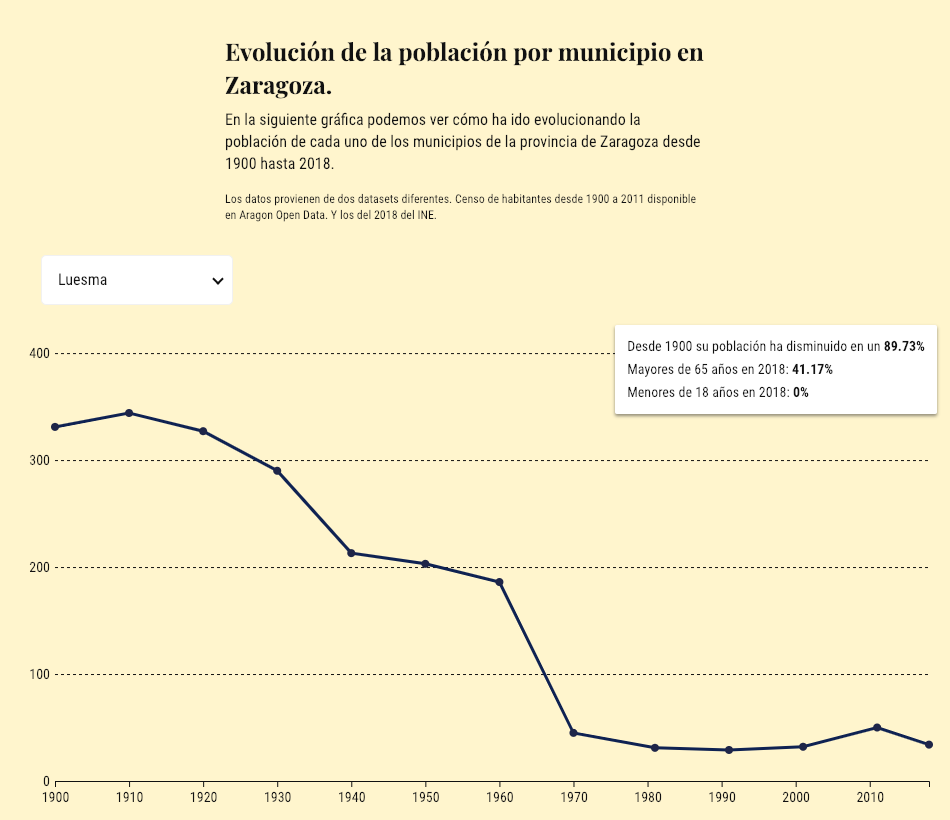 Evolución de la población por municipio en
Zaragoza.
En la siguiente gráfica podemos ver cómo ha ido evolucionando la
población de cada uno de los municipios de la provincia de Zaragoza desde
1900 hasta 2018.
Los datos provienen de dos datasets diferentes. Censo de habitantes desde 1900 a 2011 disponible
en Aragon Open Data. Y los del 2018 del INE.
Luesma
Desde 1900 su población ha disminuido en un 89.73%
Mayores de 65 años en 2018: 41.17%
Menores de 18 años en 2018: 0%
400
300
200
100
0
1900 1910 1920 1930 1940 1950 1960 1970 1980 1990 2000 2010